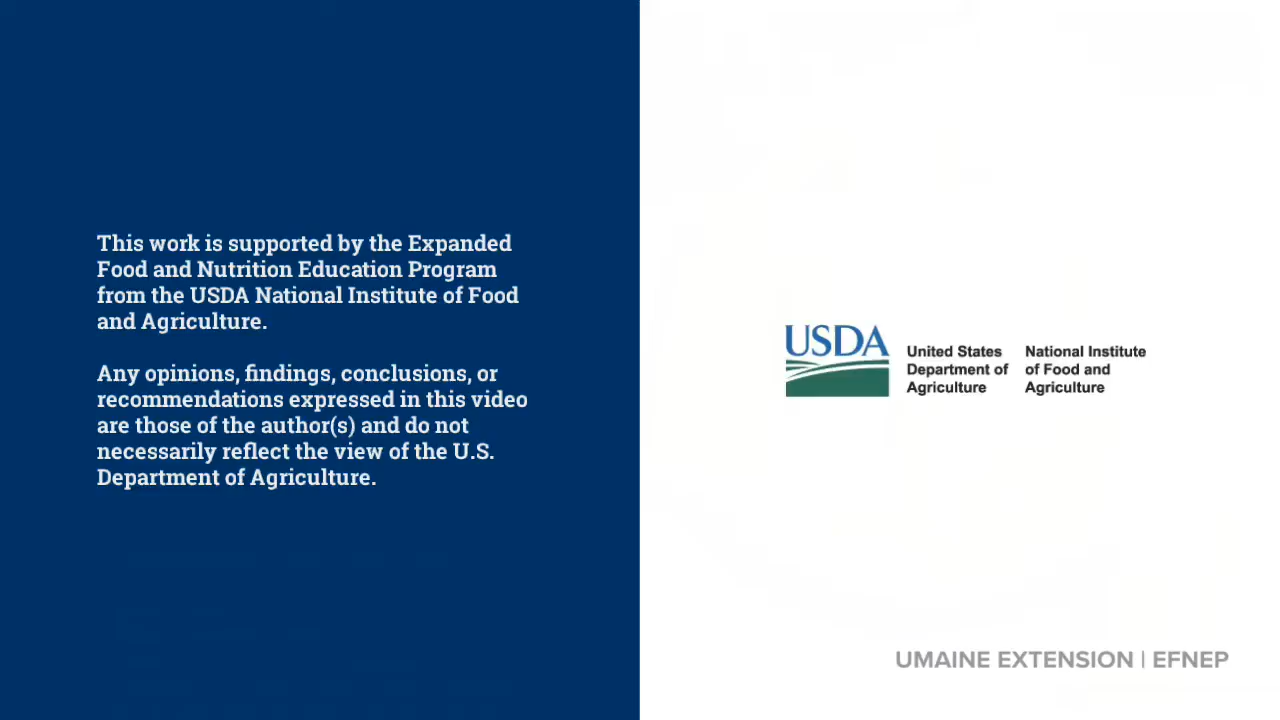 This work is supported by the Expanded
Food and Nutrition Education Program
from the USDA National Institute of Food
and Agriculture.
Any opinions, findings, conclusions, or
recommendations expressed in this video
are those of the author(s) and do not
necessarily reflect the view of the U.S.
Department of Agriculture.
USDA
United States
Department of
Agriculture
National Institute
of Food and
Agriculture
UMAINE EXTENSION | EFNEP